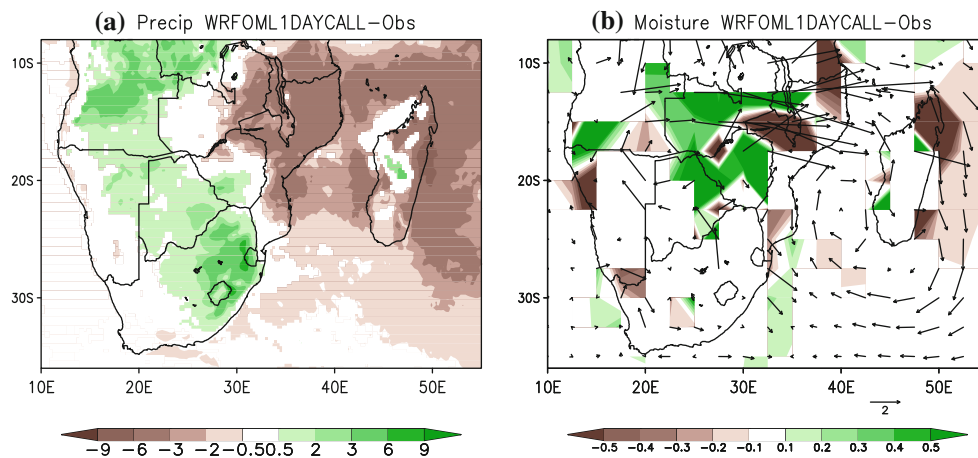 (a) Precip WRFOML1DAYCALL-Obs
10S
20S
30S
10E 20E 30E 40E 50E
-9 -6 -3 -2 -0.50.5 2 3 6 9
(b) Moisture WRFOML1DAYCALL-Obs
10S
20S
30S
10E 20E 30E 40E 50E
2
-0.5 -0.4 -0.3 -0.2 -0.1 0.1 0.2 0.3 0.4 0.5